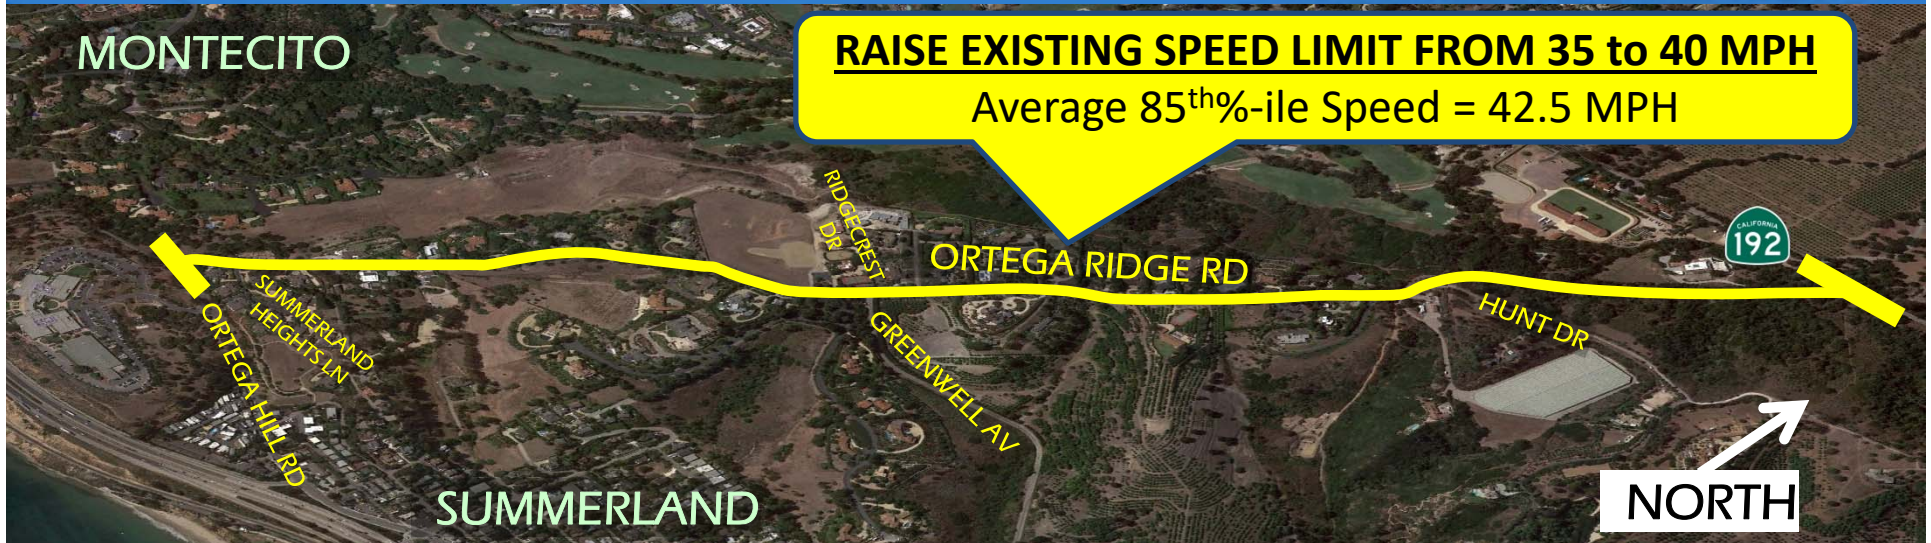 MONTECITO
RAISE EXISTING SPEED LIMIT FROM 35 to 40 MPH
Average 85th%-ile Speed = 42.5 MPH
RIDGECREST
DR
ORTEGA RIDGE RD
CALIFORNIA
192
SUMMERLAND
HEIGHTS LN
ORTEGA HILL RD
GREENWELL AV
HUNT DR
SUMMERLAND
NORTH